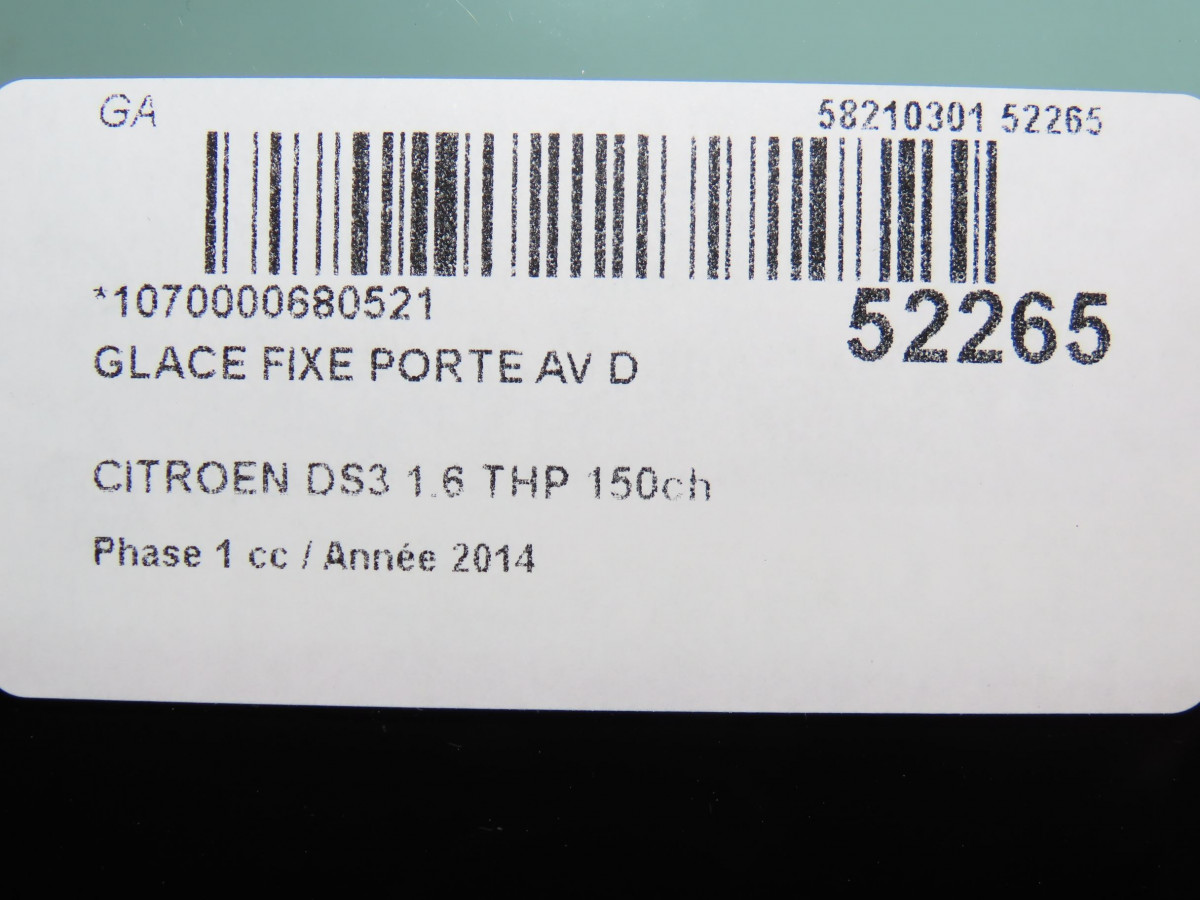 GA 58210301 52265
*1070000680521
52265
GLACE FIXE PORTE AV D
CITROEN DS3 1.6 THP 150ch
Phase 1 cc / Année 2014